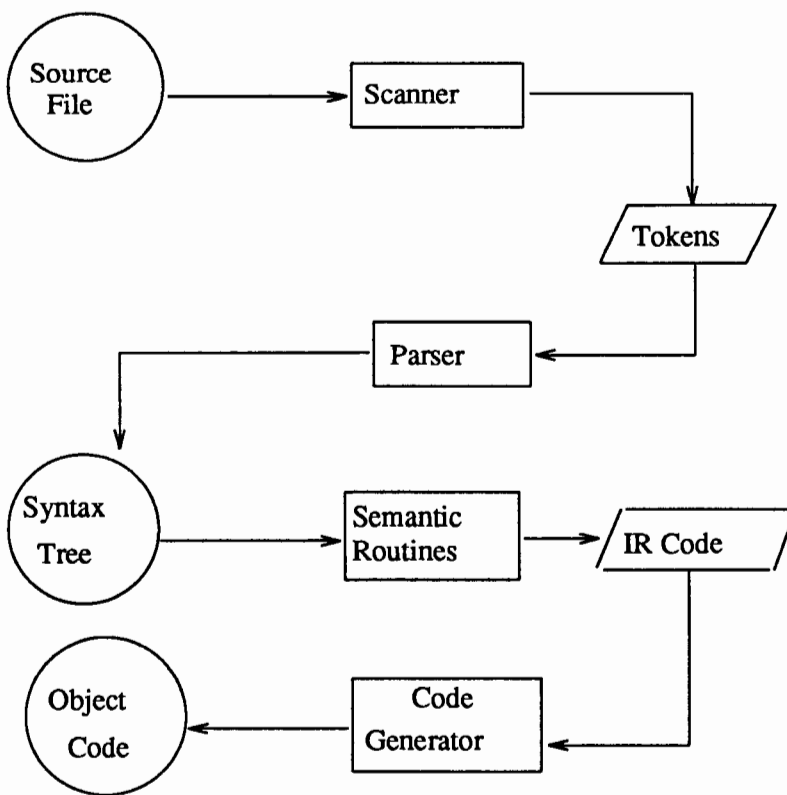 Source
File
Scanner
Tokens
Parser
Syntax
Tree
Semantic
Routines
IR Code
Object
Code
Code
Generator